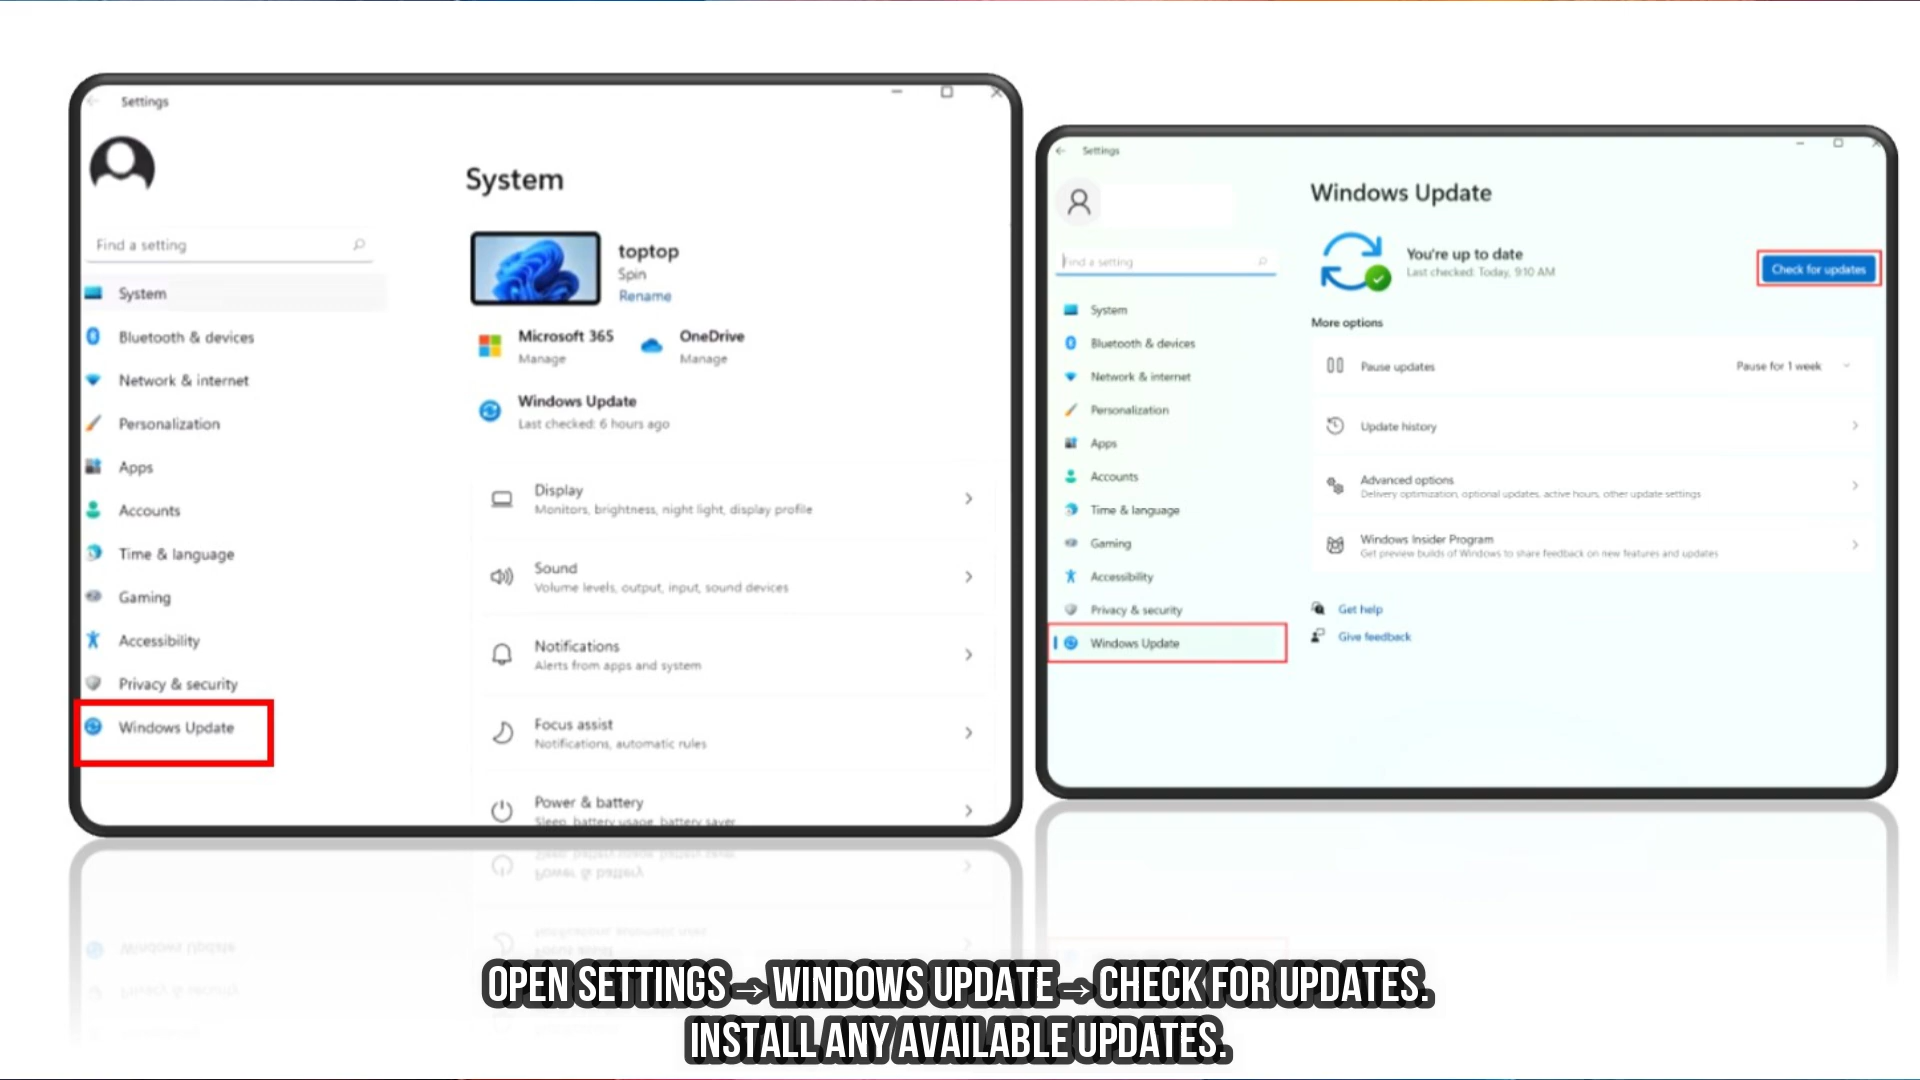 Settings
Find a setting
System
Bluetooth & devices
Network & internet
Personalization
Apps
Accounts
Time & language
Gaming
Accessibility
Privacy & security
Windows Update
System
toptop
Spin
Rename
Microsoft 365
Manage
OneDrive
Manage
Windows Update
Last checked: 6 hours ago
Display
Monitors, brightness, night light, display profile
Sound
Volume levels, output, input, sound devices
Notifications
Alerts from apps and system
Focus assist
Notifications, automatic rules
Power & battery
Sleep, battery usage, battery saver
Settings
Find a setting
System
Bluetooth & devices
Network & internet
Personalization
Apps
Accounts
Time & language
Gaming
Accessibility
Privacy & security
Windows Update
Windows Update
You're up to date
Last checked: Today, 9:10 AM
Check for updates
More options
Pause updates
Pause for 1 week
Update history
Advanced options
Delivery optimization, optional updates, active hours, other update settings
Windows Insider Program
Get preview builds of Windows to share feedback on new features and updates
Get help
Give feedback
OPEN SETTINGS→WINDOWS UPDATE→CHECK FOR UPDATES.
INSTALL ANY AVAILABLE UPDATES.